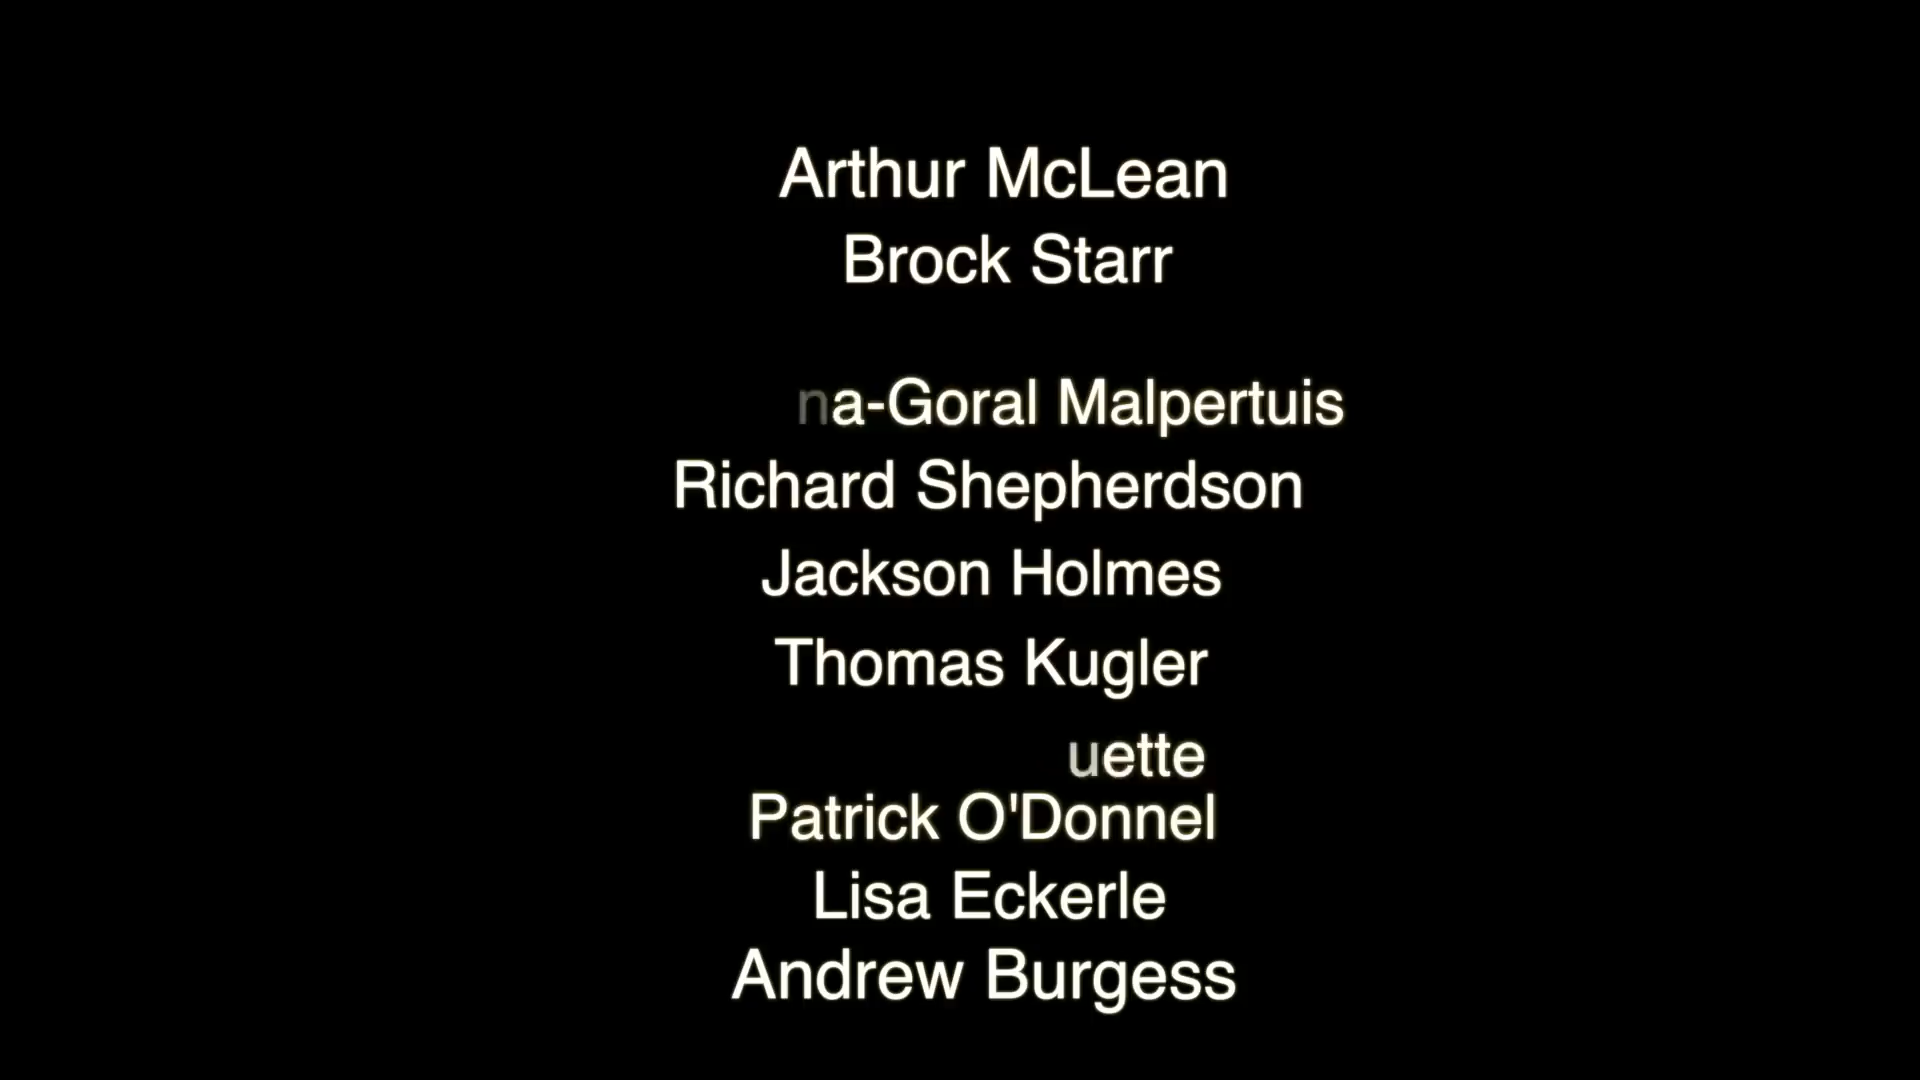 Arthur McLean
Brock Starr
na-Goral Malpertuis
Richard Shepherdson
Jackson Holmes
Thomas Kugler
uette
Patrick O'Donnel
Lisa Eckerle
Andrew Burgess